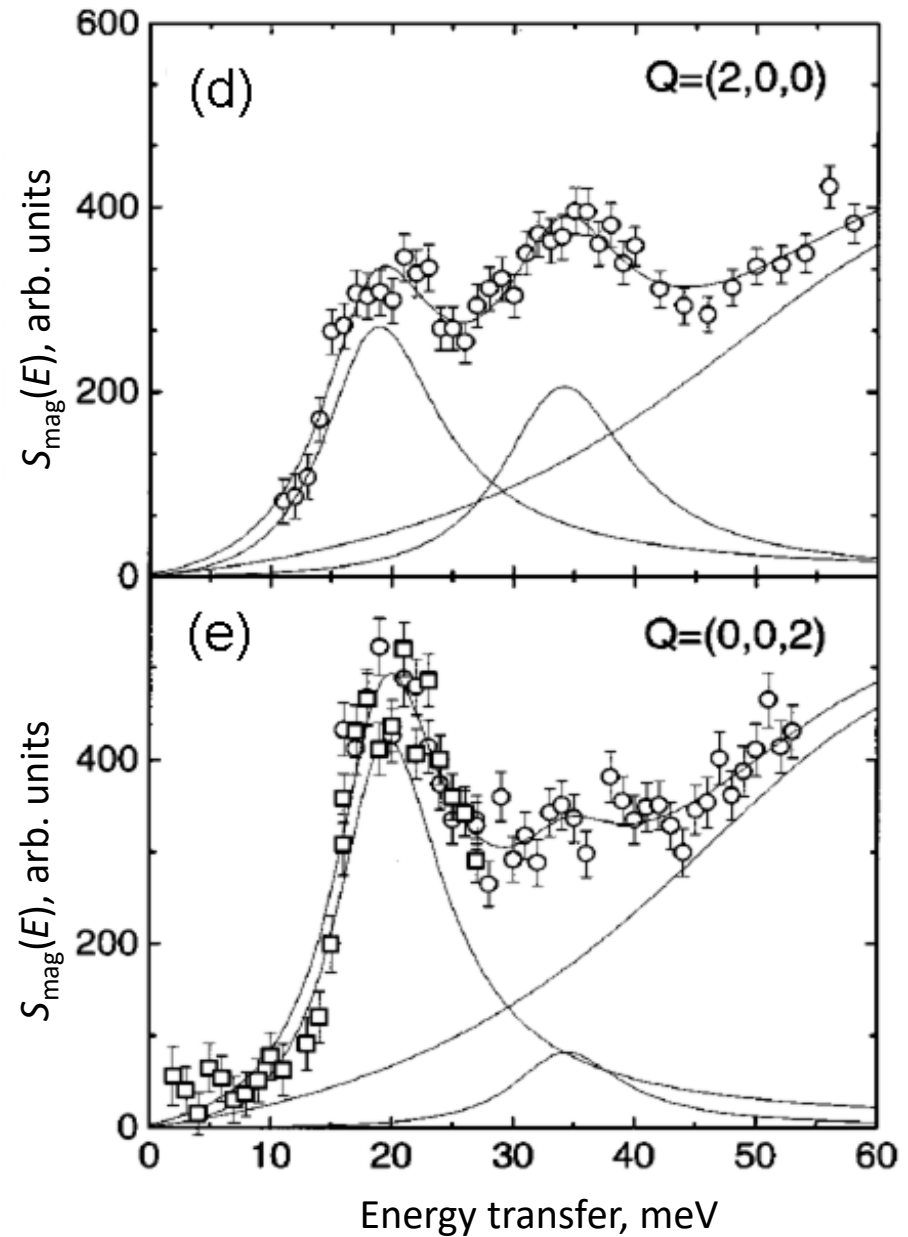 600
(d)
Q=(2,0,0)
400
200
0
S_mag(E), arb. units
(e)
Q=(0,0,2)
400
200
0
S_mag(E), arb. units
0 10 20 30 40 50 60
Energy transfer, meV